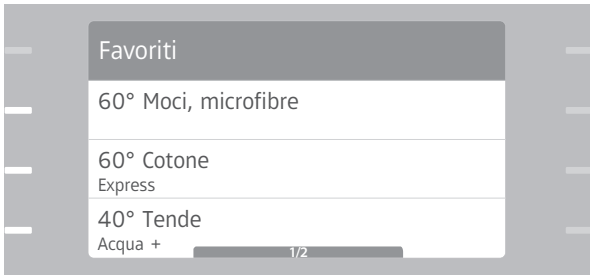 Favoriti
60° Moci, microfibre
60° Cotone
Express
40° Tende
Acqua +
1/2